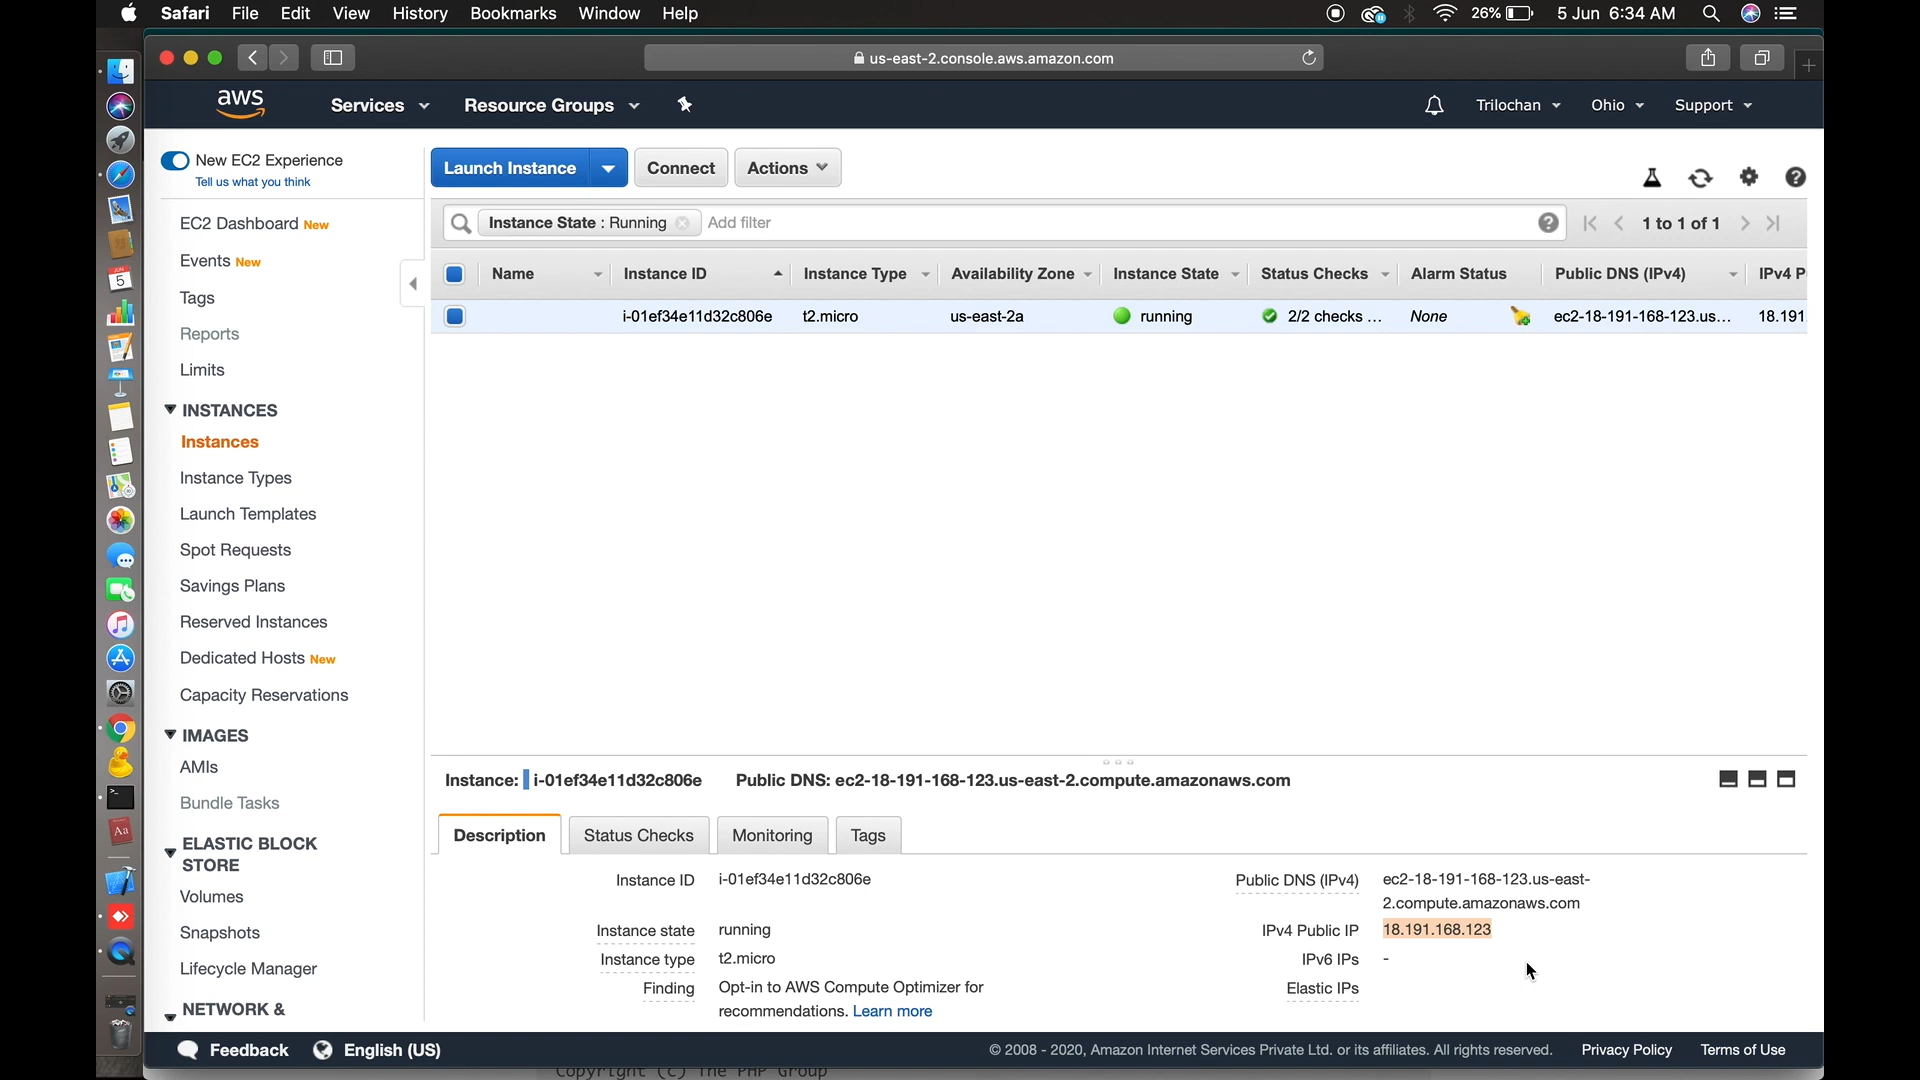 Safari File Edit View History Bookmarks Window Help 26% 5 Jun 6:34 AM
us-east-2.console.aws.amazon.com
aws Services Resource Groups Trilochan Ohio Support
New EC2 Experience
Tell us what you think
EC2 Dashboard New
Events New
Tags
Reports
Limits
INSTANCES
Instances
Instance Types
Launch Templates
Spot Requests
Savings Plans
Reserved Instances
Dedicated Hosts New
Capacity Reservations
IMAGES
AMIs
Bundle Tasks
ELASTIC BLOCK
STORE
Volumes
Snapshots
Lifecycle Manager
NETWORK &
Launch Instance Connect Actions
Instance State : Running Add filter 1 to 1 of 1
Name Instance ID Instance Type Availability Zone Instance State Status Checks Alarm Status Public DNS (IPv4) IPv4 P
i-01ef34e11d32c806e t2.micro us-east-2a running 2/2 checks ... None ec2-18-191-168-123.us... 18.191
Instance: i-01ef34e11d32c806e Public DNS: ec2-18-191-168-123.us-east-2.compute.amazonaws.com
Description Status Checks Monitoring Tags
Instance ID i-01ef34e11d32c806e
Instance state running
Instance type t2.micro
Finding Opt-in to AWS Compute Optimizer for
recommendations. Learn more
Public DNS (IPv4) ec2-18-191-168-123.us-east-
2.compute.amazonaws.com
IPv4 Public IP 18.191.168.123
IPv6 IPs -
Elastic IPs
Feedback English (US) © 2008 - 2020, Amazon Internet Services Private Ltd. or its affiliates. All rights reserved. Privacy Policy Terms of Use
Copyright (c) The PHP Group